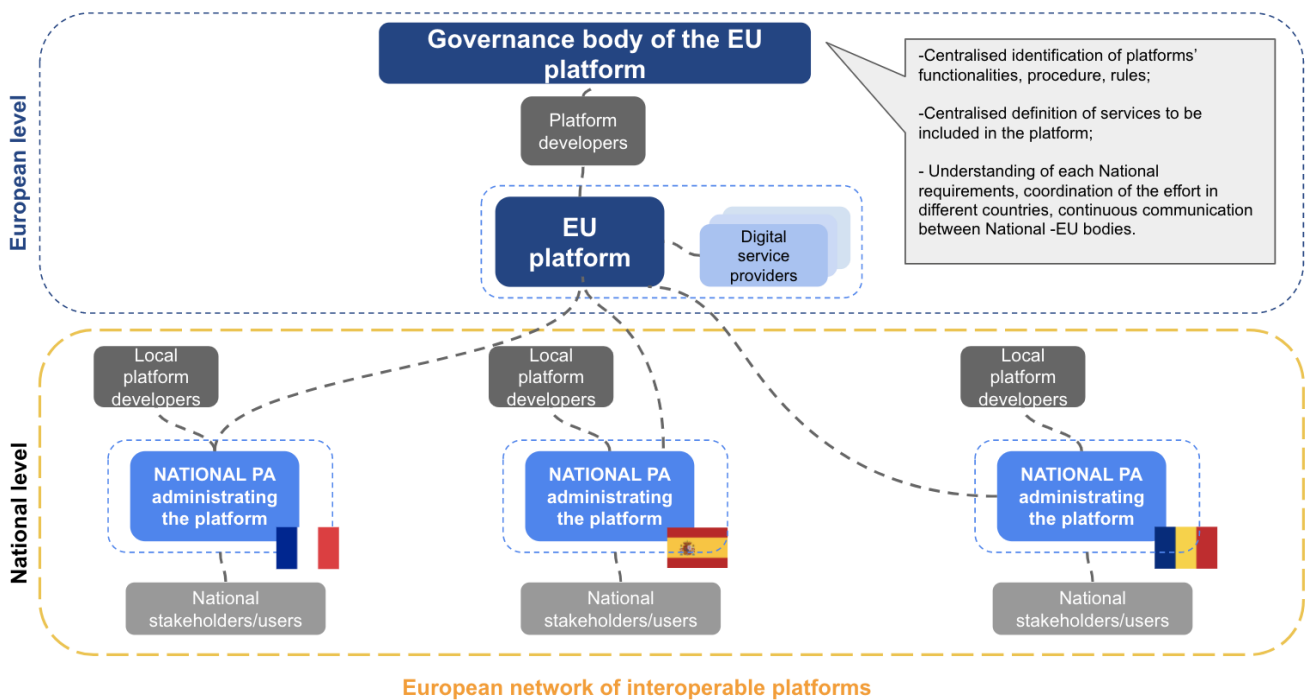 Governance body of the EU
platform
-Centralised identification of platforms'
functionalities, procedure, rules;
-Centralised definition of services to be
included in the platform;
- Understanding of each National
requirements, coordination of the effort in
different countries, continuous communication
between National -EU bodies.
European level
Platform
developers
EU
platform
Digital
service
providers
National level
Local
platform
developers
Local
platform
developers
Local
platform
developers
NATIONAL PA
administrating
the platform
NATIONAL PA
administrating
the platform
NATIONAL PA
administrating
the platform
National
stakeholders/users
National
stakeholders/users
National
stakeholders/users
European network of interoperable platforms